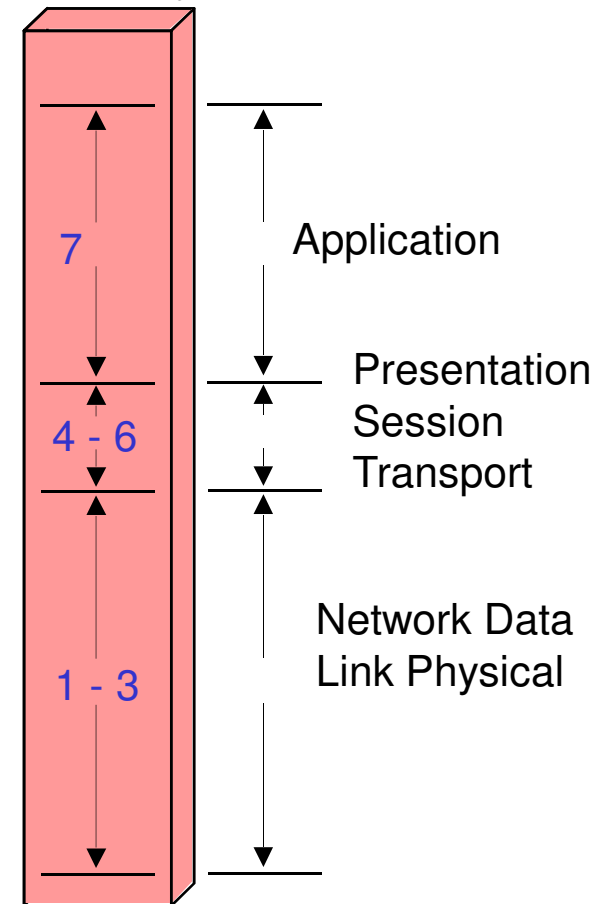 7
Application
4 - 6
Presentation
Session
Transport
1 - 3
Network Data
Link Physical